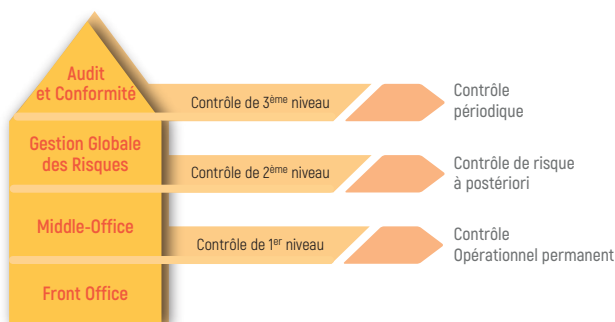 Audit
et Conformité
Contrôle de 3ème niveau
Contrôle
périodique
Gestion Globale
des Risques
Contrôle de 2ème niveau
Contrôle de risque
à postériori
Middle-Office
Contrôle de 1er niveau
Contrôle
Opérationnel permanent
Front Office